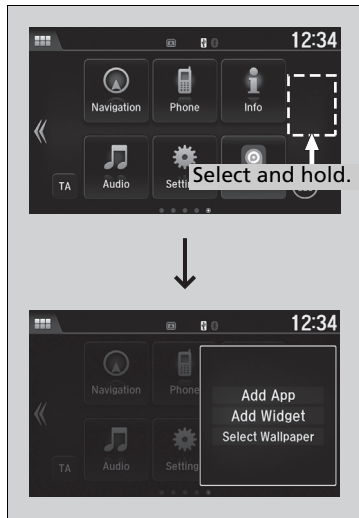 12:34
Navigation Phone Info
TA Audio Setti
Select and hold.
12:34
Navigation Phone
Add App
Add Widget
Select Wallpaper
TA Audio Setting